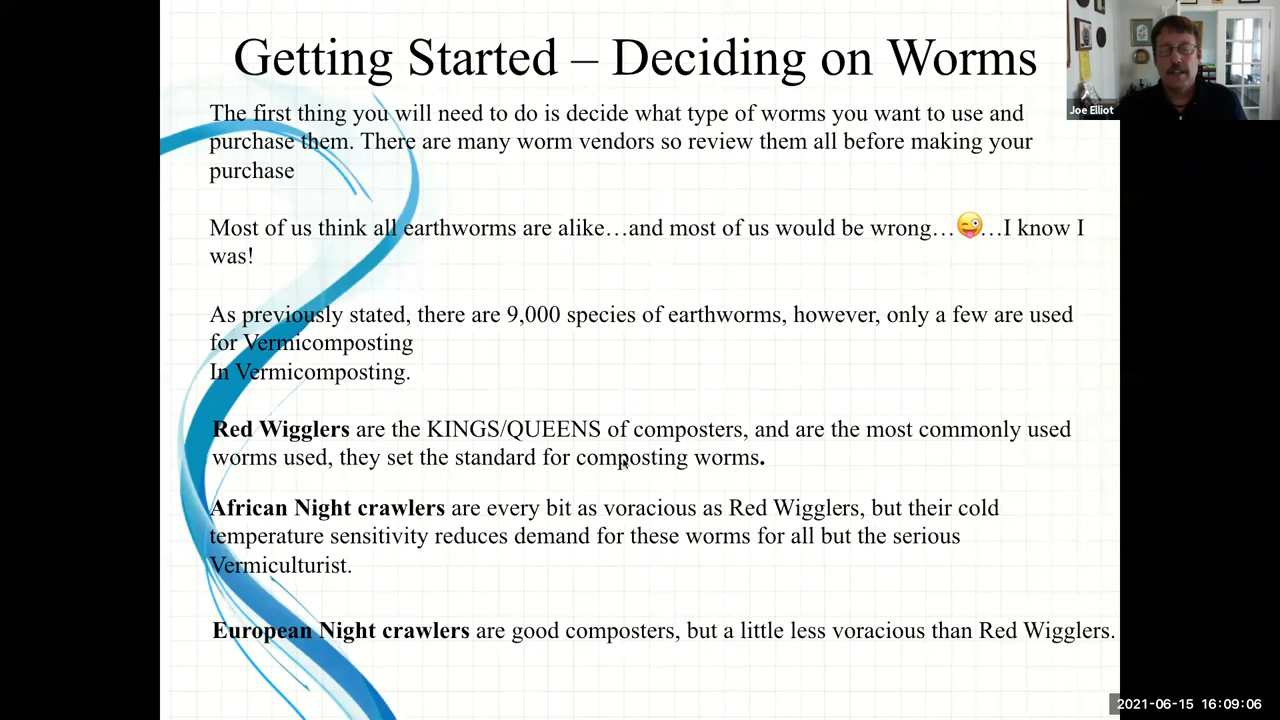 Getting Started – Deciding on Worms
The first thing you will need to do is decide what type of worms you want to use and
purchase them. There are many worm vendors so review them all before making your
purchase
Most of us think all earthworms are alike…and most of us would be wrong…😜…I know I
was!
As previously stated, there are 9,000 species of earthworms, however, only a few are used
for Vermicomposting
In Vermicomposting.
Red Wigglers are the KINGS/QUEENS of composters, and are the most commonly used
worms used, they set the standard for composting worms.
African Night crawlers are every bit as voracious as Red Wigglers, but their cold
temperature sensitivity reduces demand for these worms for all but the serious
Vermiculturist.
European Night crawlers are good composters, but a little less voracious than Red Wigglers.
Joe Elliot
2021-06-15 16:09:06